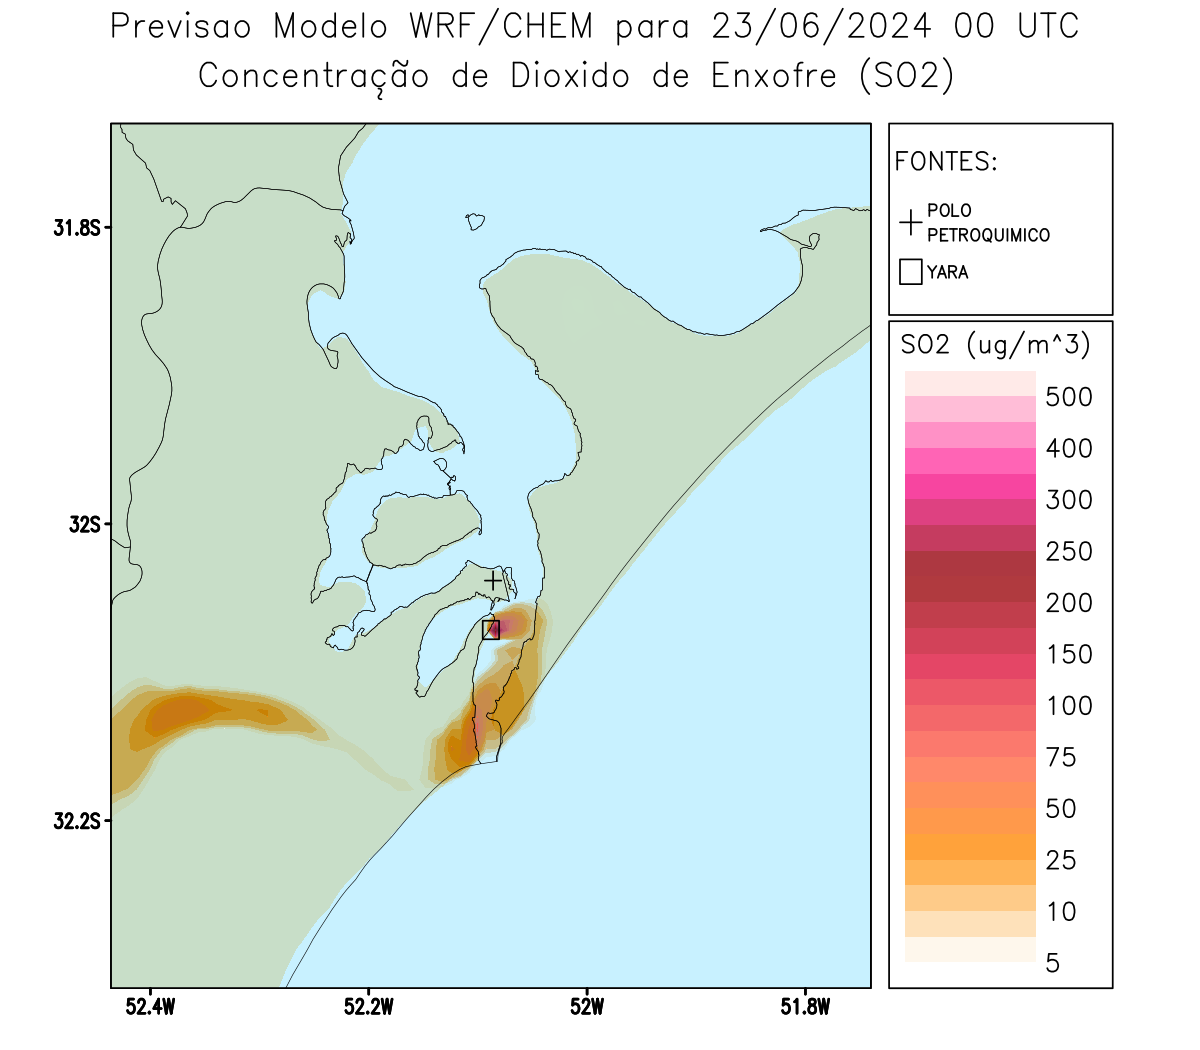 Previsao Modelo WRF/CHEM para 23/06/2024 00 UTC
Concentração de Dioxido de Enxofre (SO2)
FONTES:
POLO
PETROQUIMICO
YARA
31.8S
32S
32.2S
52.4W
52.2W
52W
51.8W
SO2 (ug/m^3)
500
400
300
250
200
150
100
75
50
25
10
5